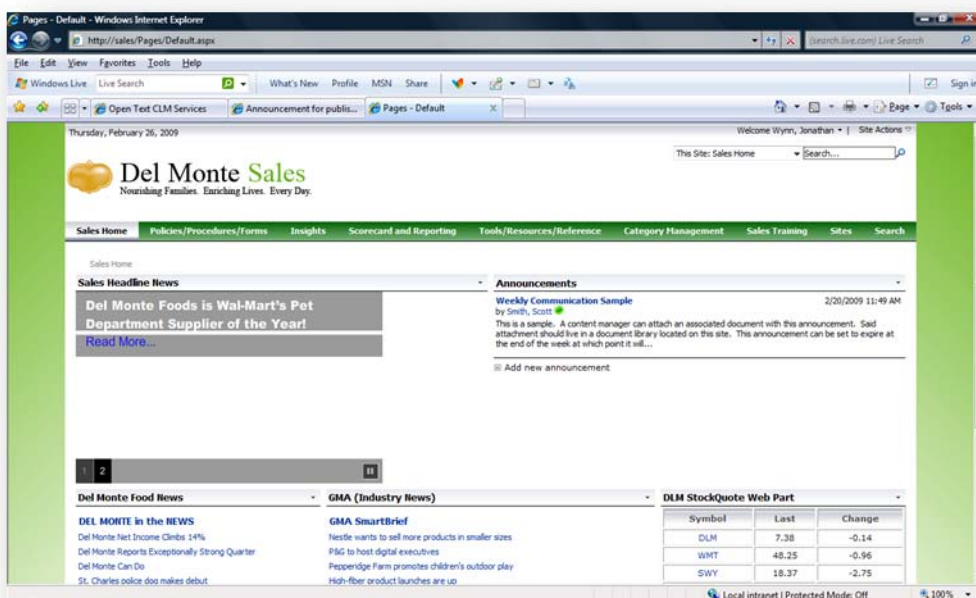 Pages - Default - Windows Internet Explorer
http://sales/Pages/Default.aspx
(search.live.com) Live Search
File Edit View Favorites Tools Help
Windows Live Live Search What's New Profile MSN Share Sign in
Open Text CLM Services Announcement for publis... Pages - Default Page Tools
Thursday, February 26, 2009 Welcome Wynn, Jonathan Site Actions
This Site: Sales Home Search...
Del Monte Sales
Nourishing Families. Enriching Lives. Every Day.
Sales Home Policies/Procedures/Forms Insights Scorecard and Reporting Tools/Resources/Reference Category Management Sales Training Sites Search
Sales Home
Sales Headline News
Del Monte Foods is Wal-Mart's Pet
Department Supplier of the Year!
Read More...
1 2
Announcements
Weekly Communication Sample 2/20/2009 11:49 AM
by Smith, Scott
This is a sample. A content manager can attach an associated document with this announcement. Said
attachment should live in a document library located on this site. This announcement can be set to expire at
the end of the week at which point it will...
Add new announcement
Del Monte Food News
DEL MONTE in the NEWS
Del Monte Net Income Climbs 14%
Del Monte Reports Exceptionally Strong Quarter
Del Monte Can Do
St. Charles police dog makes debut
GMA (Industry News)
GMA SmartBrief
Nestle wants to sell more products in smaller sizes
P&G to host digital executives
Pepperidge Farm promotes children's outdoor play
High-fiber product launches are up
DLM StockQuote Web Part
Symbol Last Change
DLM 7.38 -0.14
WMT 48.25 -0.96
SWY 18.37 -2.75
Local intranet | Protected Mode: Off 100%